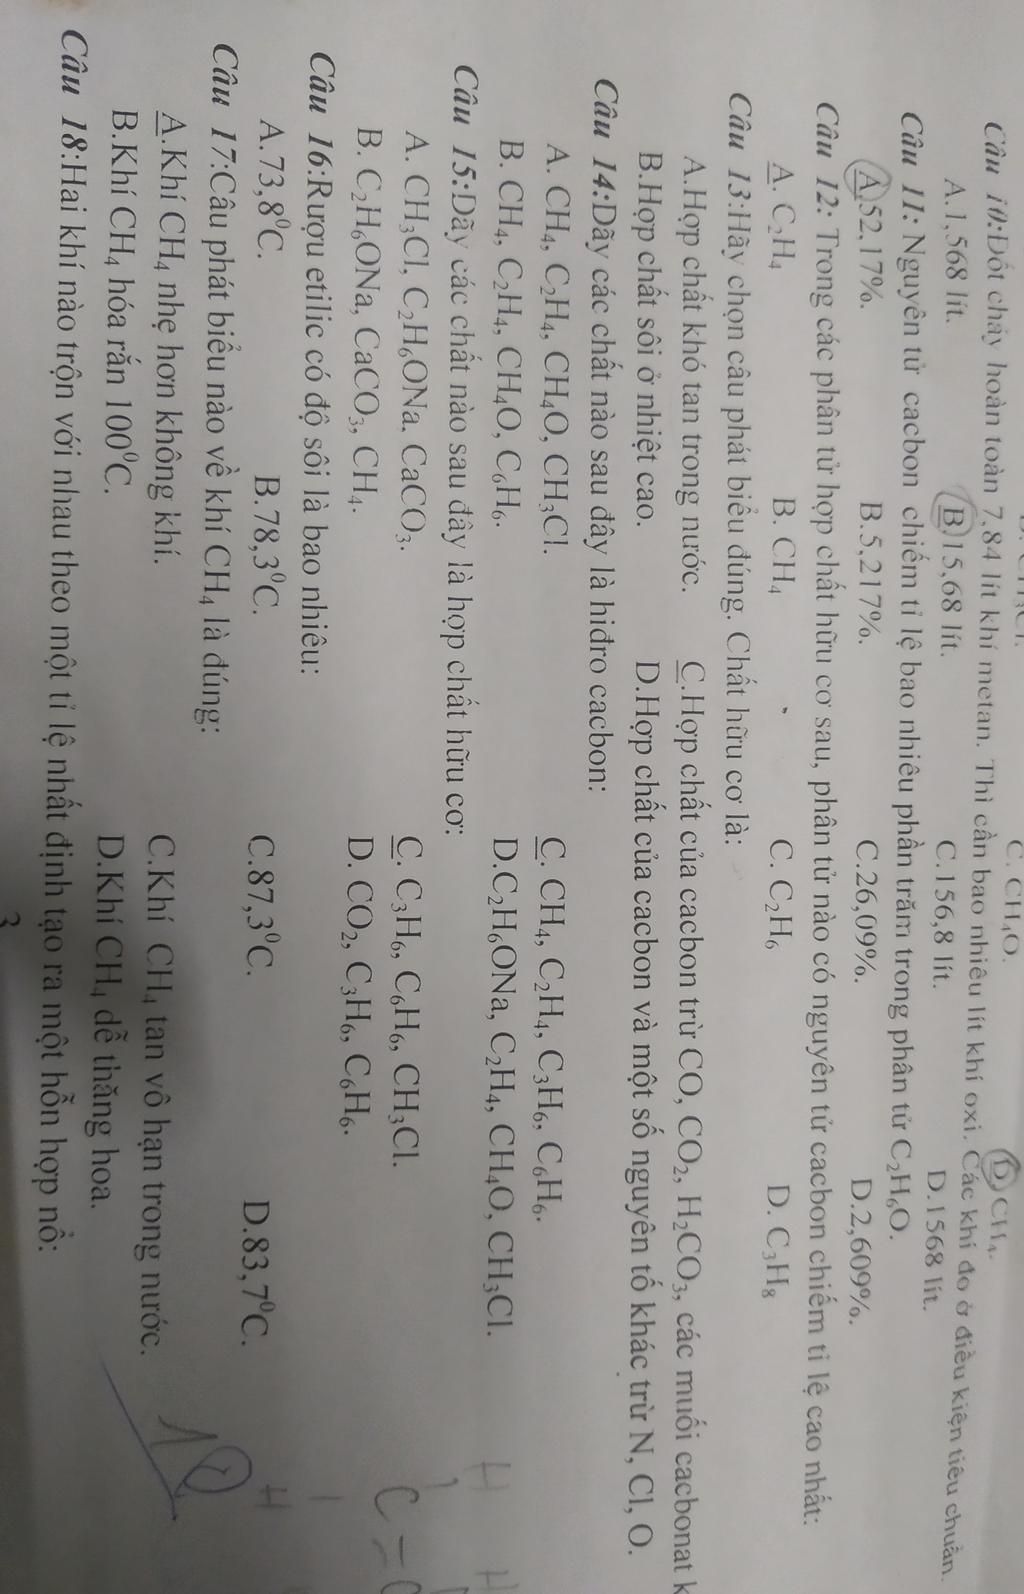 C. CH₄O.
D. CH₄.
Câu 10:Đốt cháy hoàn toàn 7,84 lít khí metan. Thì cần bao nhiêu lít khí oxi. Các khí đo ở điều kiện tiêu chuẩn.
A.1,568 lít. B.15,68 lít. C.156,8 lít. D.1568 lít.
Câu 11: Nguyên tử cacbon chiếm tỉ lệ bao nhiêu phần trăm trong phân tử C₂H₆O.
A.52,17%. B.5,217%. C.26,09%. D.2,609%.
Câu 12: Trong các phân tử hợp chất hữu cơ sau, phân tử nào có nguyên tử cacbon chiếm tỉ lệ cao nhất:
A. C₂H₄ B. CH₄ C. C₂H₆ D. C₃H₈
Câu 13:Hãy chọn câu phát biểu đúng. Chất hữu cơ là:
A.Hợp chất khó tan trong nước. C.Hợp chất của cacbon trừ CO, CO₂, H₂CO₃, các muối cacbonat k
B.Hợp chất sôi ở nhiệt cao. D.Hợp chất của cacbon và một số nguyên tố khác trừ N, Cl, O.
Câu 14:Dãy các chất nào sau đây là hiđro cacbon:
A. CH₄, C₂H₄, CH₄O, CH₃Cl. C. CH₄, C₂H₄, C₃H₆, C₆H₆.
B. CH₄, C₂H₄, CH₄O, C₆H₆. D.C₂H₆ONa, C₂H₄, CH₄O, CH₃Cl.
Câu 15:Dãy các chất nào sau đây là hợp chất hữu cơ:
A. CH₃Cl, C₂H₆ONa, CaCO₃. C. C₃H₆, C₆H₆, CH₃Cl.
B. C₂H₆ONa, CaCO₃, CH₄. D. CO₂, C₃H₆, C₆H₆.
Câu 16:Rượu etilic có độ sôi là bao nhiêu:
A.73,8⁰C. B.78,3⁰C. C.87,3⁰C. D.83,7⁰C.
Câu 17:Câu phát biểu nào về khí CH₄ là đúng:
A.Khí CH₄ nhẹ hơn không khí. C.Khí CH₄ tan vô hạn trong nước.
B.Khí CH₄ hóa rắn 100⁰C. D.Khí CH₄ dễ thăng hoa.
Câu 18:Hai khí nào trộn với nhau theo một tỉ lệ nhất định tạo ra một hỗn hợp nổ:
3